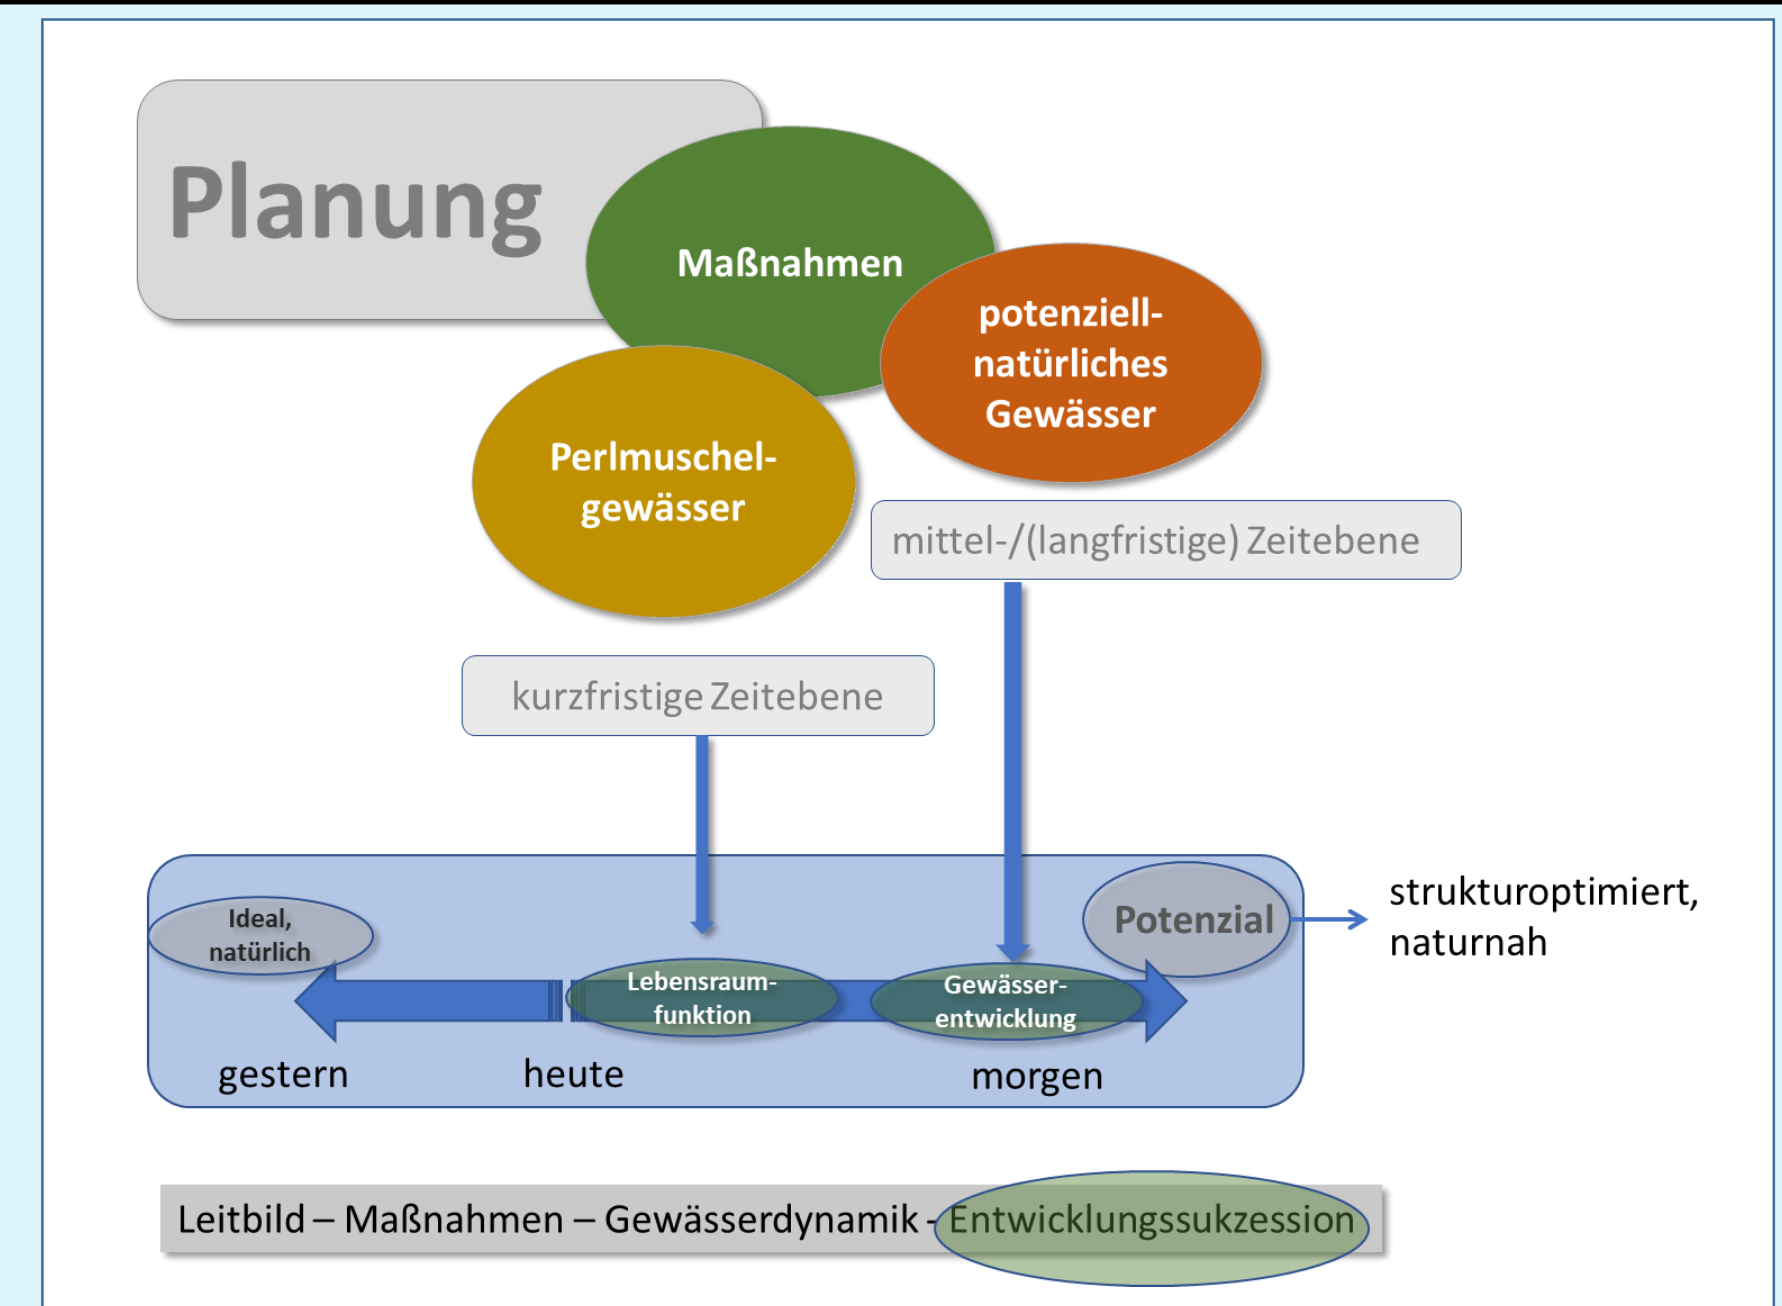 Planung
Maßnahmen
potenziell-
natürliches
Gewässer
Perlmuschel-
gewässer
mittel-/(langfristige) Zeitebene
kurzfristige Zeitebene
Ideal,
natürlich
Potenzial
strukturoptimiert,
naturnah
Lebensraum-
funktion
Gewässer-
entwicklung
gestern
heute
morgen
Leitbild – Maßnahmen – Gewässerdynamik - Entwicklungssukzession